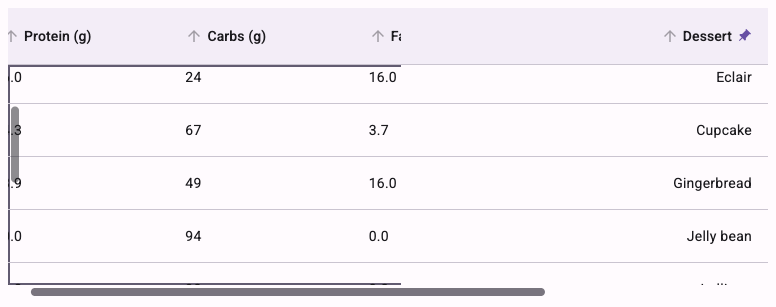 Protein (g) Carbs (g) Dessert
24 16.0 Eclair
67 3.7 Cupcake
49 16.0 Gingerbread
94 0.0 Jelly bean